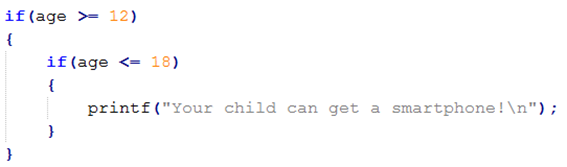 if(age >= 12)
{
    if(age <= 18)
    {
        printf("Your child can get a smartphone!\n");
    }
}